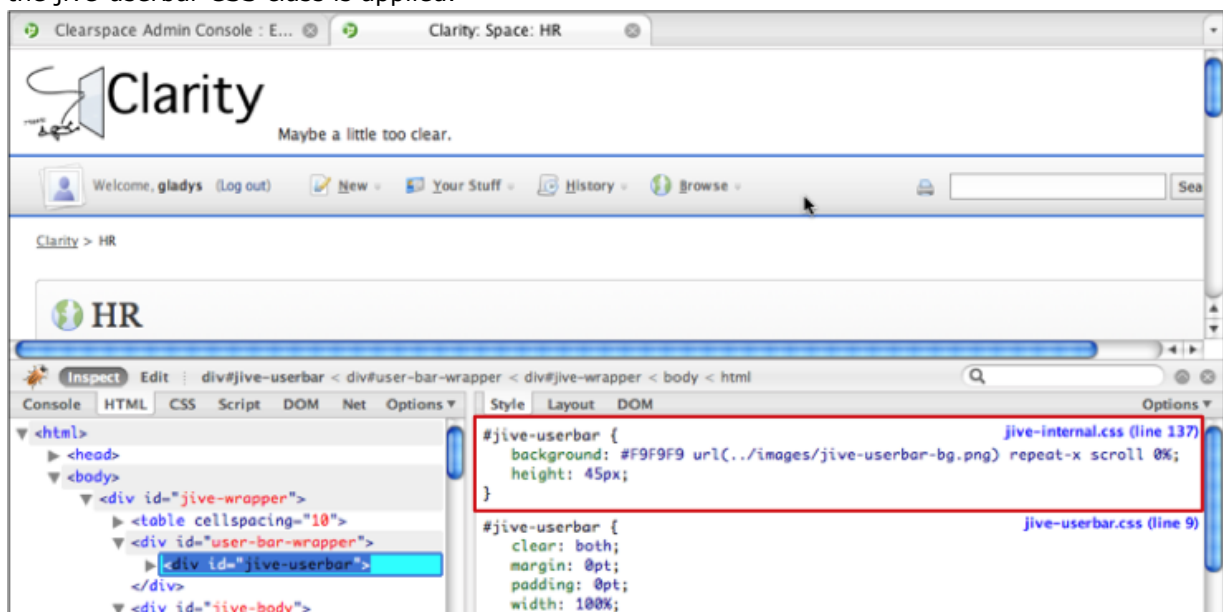 the jive-userbar CSS class is applied.
Clearspace Admin Console : E... Clarity: Space: HR
Clarity
Maybe a little too clear.
Welcome, gladys (Log out) New Your Stuff History Browse Sea
Clarity > HR
HR
Inspect Edit div#jive-userbar < div#user-bar-wrapper < div#jive-wrapper < body < html
Console HTML CSS Script DOM Net Options Style Layout DOM Options
<html>
<head>
<body>
<div id="jive-wrapper">
<table cellspacing="10">
<div id="user-bar-wrapper">
<div id="jive-userbar">
</div>
<div id="jive-body">
#jive-userbar { jive-internal.css (line 137)
background: #F9F9F9 url(../images/jive-userbar-bg.png) repeat-x scroll 0%;
height: 45px;
}
#jive-userbar { jive-userbar.css (line 9)
clear: both;
margin: 0pt;
padding: 0pt;
width: 100%;